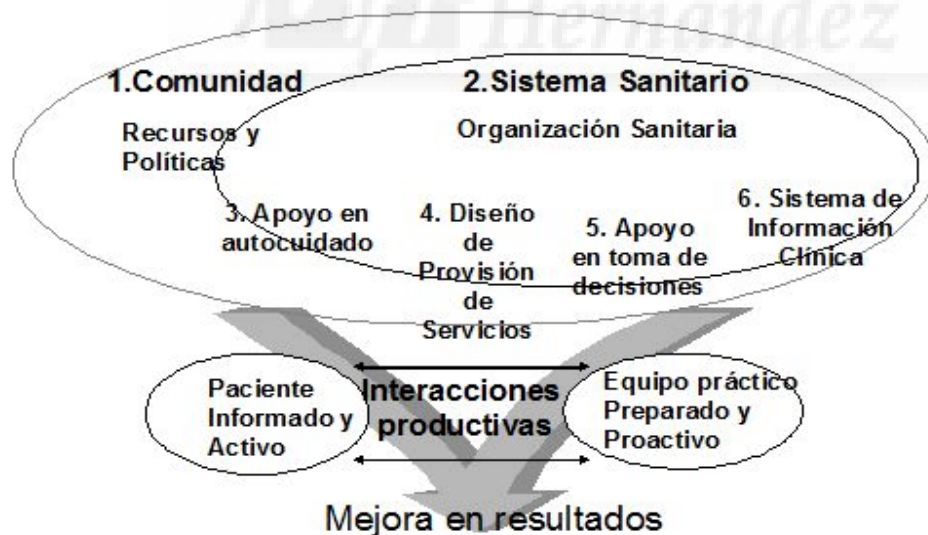 Hernández
1.Comunidad
2.Sistema Sanitario
Recursos y
Políticas
Organización Sanitaria
3. Apoyo en
autocuidado
4. Diseño
de
Provisión
de
Servicios
5. Apoyo
en toma de
decisiones
6. Sistema de
Información
Clínica
Paciente
Informado y
Activo
Interacciones
productivas
Equipo práctico
Preparado y
Proactivo
Mejora en resultados